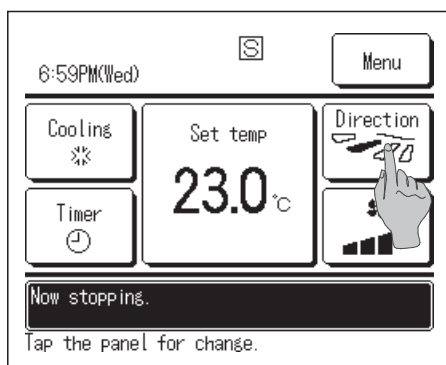 6:59PM(Wed)
S
Menu
Cooling
Set temp
Direction
23.0°C
Timer
Now stopping.
Tap the panel for change.